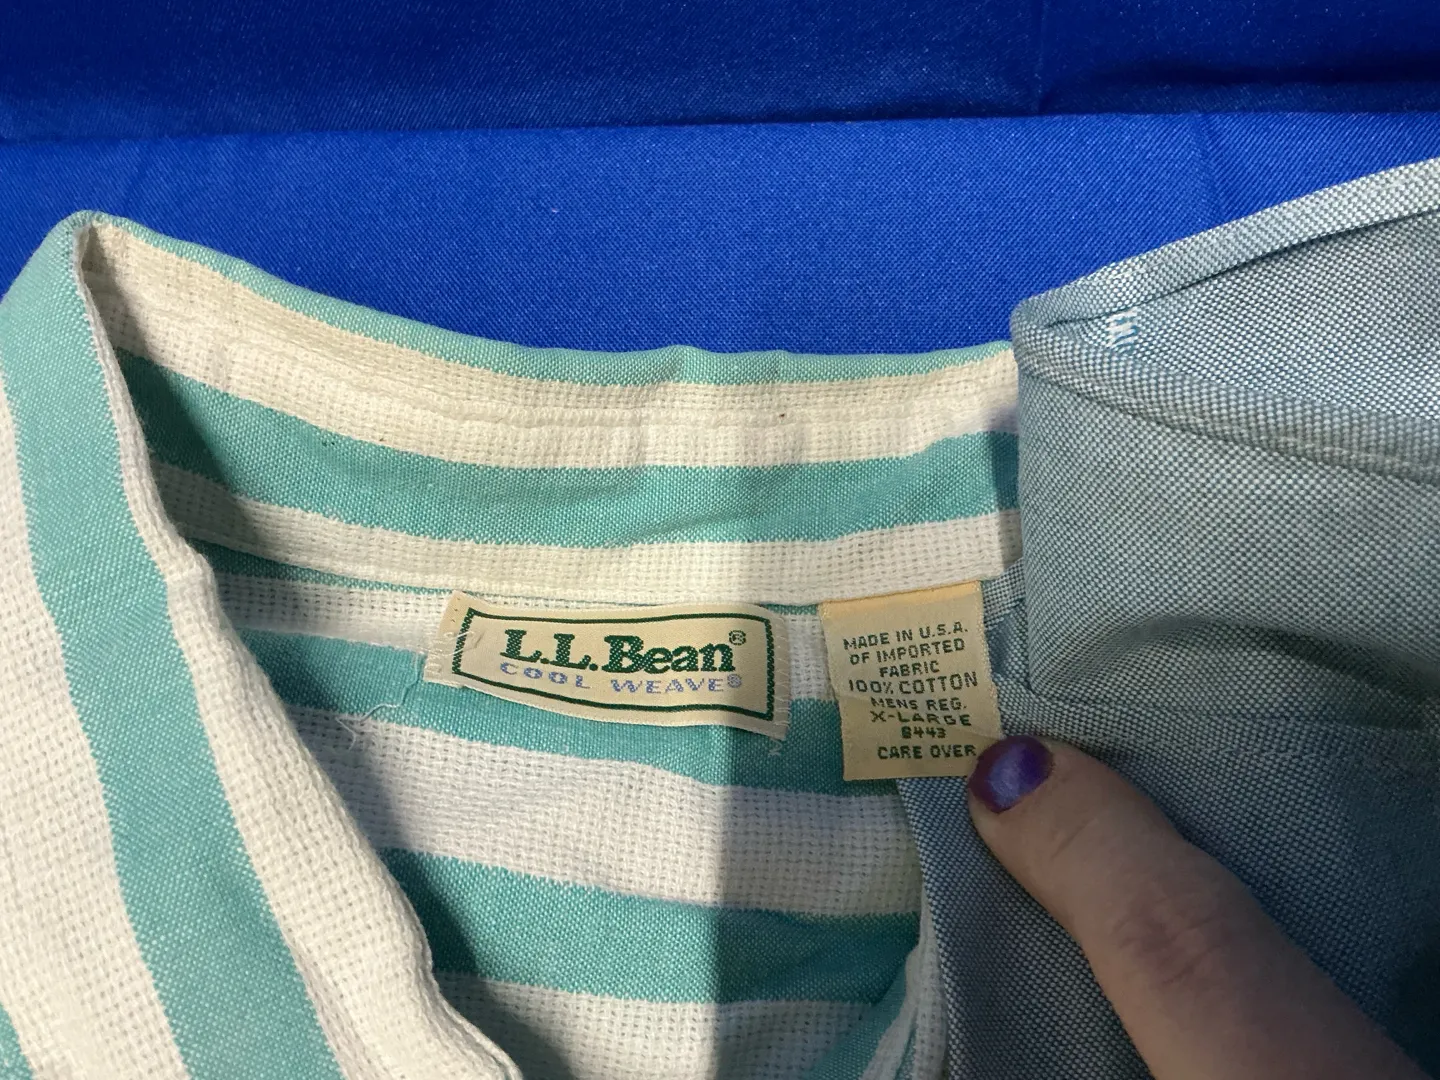 L.L.Bean®
COOL WEAVE®
MADE IN U.S.A.
OF IMPORTED
FABRIC
100% COTTON
MENS REG.
X-LARGE
8443
CARE OVER